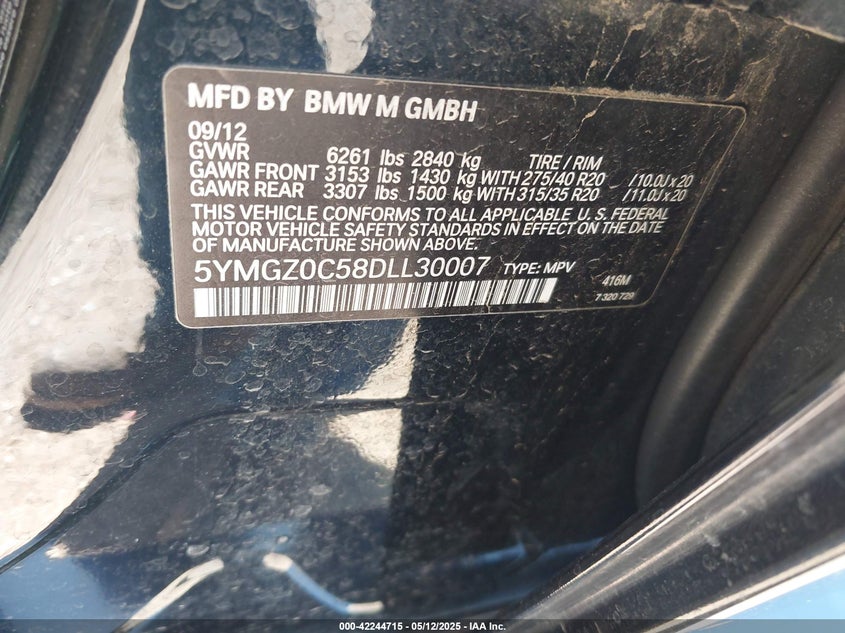 MFD BY BMW M GMBH
09/12
GVWR 6261 lbs 2840 kg TIRE / RIM
GAWR FRONT 3153 lbs 1430 kg WITH 275/40 R20 /10.0J x 20
GAWR REAR 3307 lbs 1500 kg WITH 315/35 R20 /11.0J x 20
THIS VEHICLE CONFORMS TO ALL APPLICABLE U.S. FEDERAL
MOTOR VEHICLE SAFETY STANDARDS IN EFFECT ON THE DATE
OF MANUFACTURE SHOWN ABOVE.
5YMGZ0C58DLL30007 TYPE: MPV 416M
7 320 729
000-42244715 - 05/12/2025 - IAA Inc.